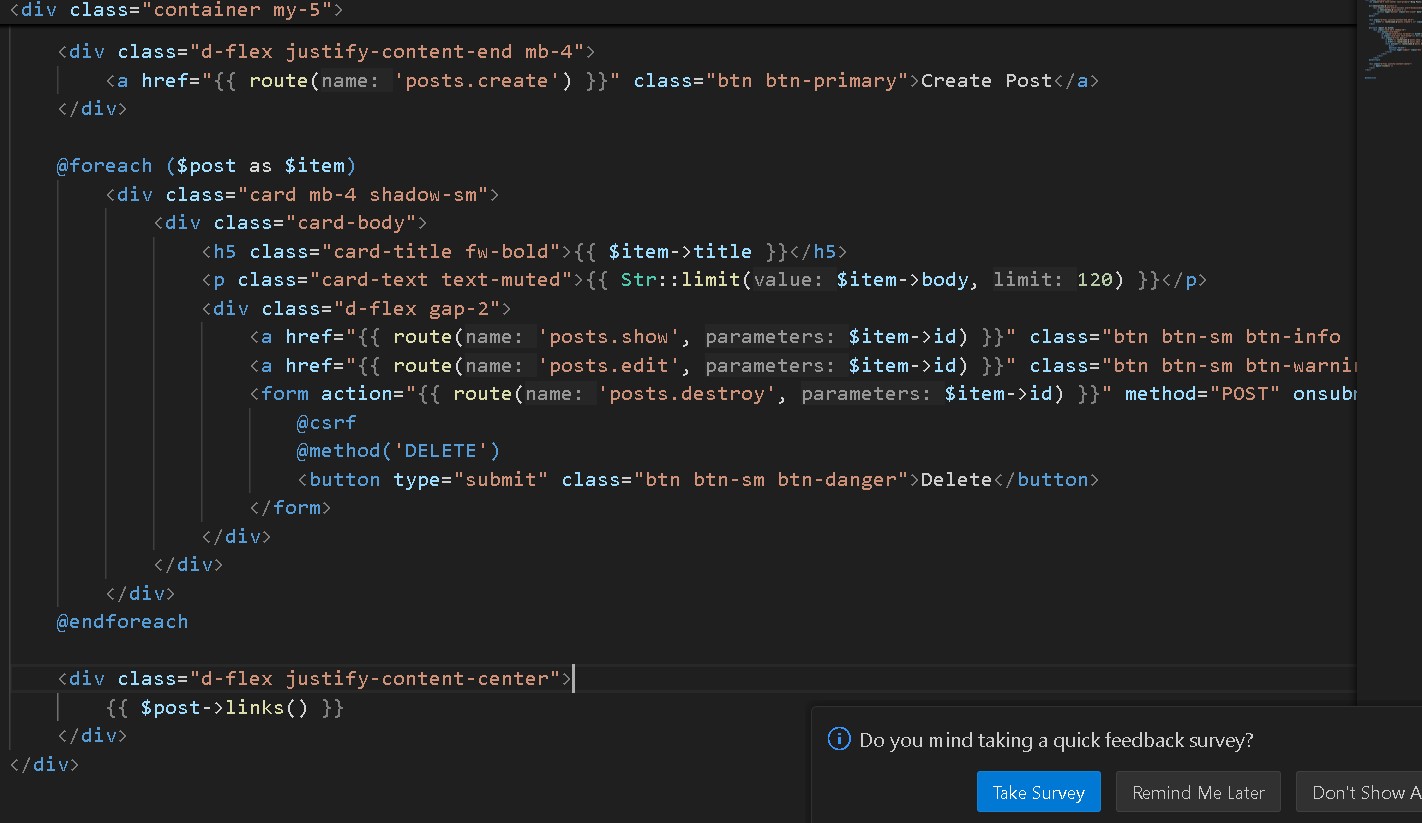 <div class="container my-5">
<div class="d-flex justify-content-end mb-4">
<a href="{{ route(name: 'posts.create') }}" class="btn btn-primary">Create Post</a>
</div>
@foreach ($post as $item)
<div class="card mb-4 shadow-sm">
<div class="card-body">
<h5 class="card-title fw-bold">{{ $item->title }}</h5>
<p class="card-text text-muted">{{ Str::limit(value: $item->body, limit: 120) }}</p>
<div class="d-flex gap-2">
<a href="{{ route(name: 'posts.show', parameters: $item->id) }}" class="btn btn-sm btn-info
<a href="{{ route(name: 'posts.edit', parameters: $item->id) }}" class="btn btn-sm btn-warnin
<form action="{{ route(name: 'posts.destroy', parameters: $item->id) }}" method="POST" onsubm
@csrf
@method('DELETE')
<button type="submit" class="btn btn-sm btn-danger">Delete</button>
</form>
</div>
</div>
</div>
@endforeach
<div class="d-flex justify-content-center">
{{ $post->links() }}
</div>
</div>
Do you mind taking a quick feedback survey?
Take Survey
Remind Me Later
Don't Show A